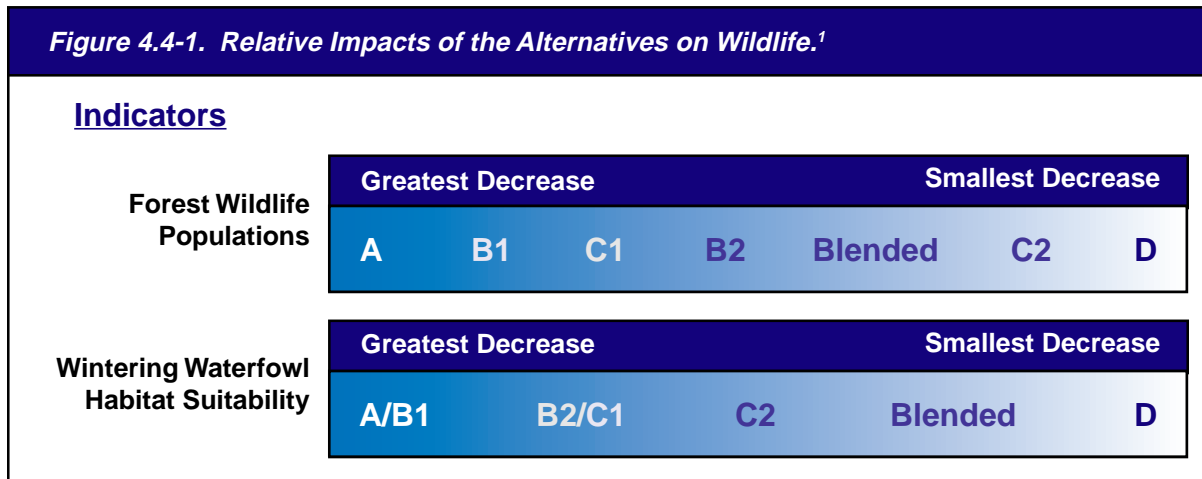 Figure 4.4-1. Relative Impacts of the Alternatives on Wildlife.¹
Indicators
Forest Wildlife
Populations
Greatest Decrease Smallest Decrease
A B1 C1 B2 Blended C2 D
Wintering Waterfowl
Habitat Suitability
Greatest Decrease Smallest Decrease
A/B1 B2/C1 C2 Blended D